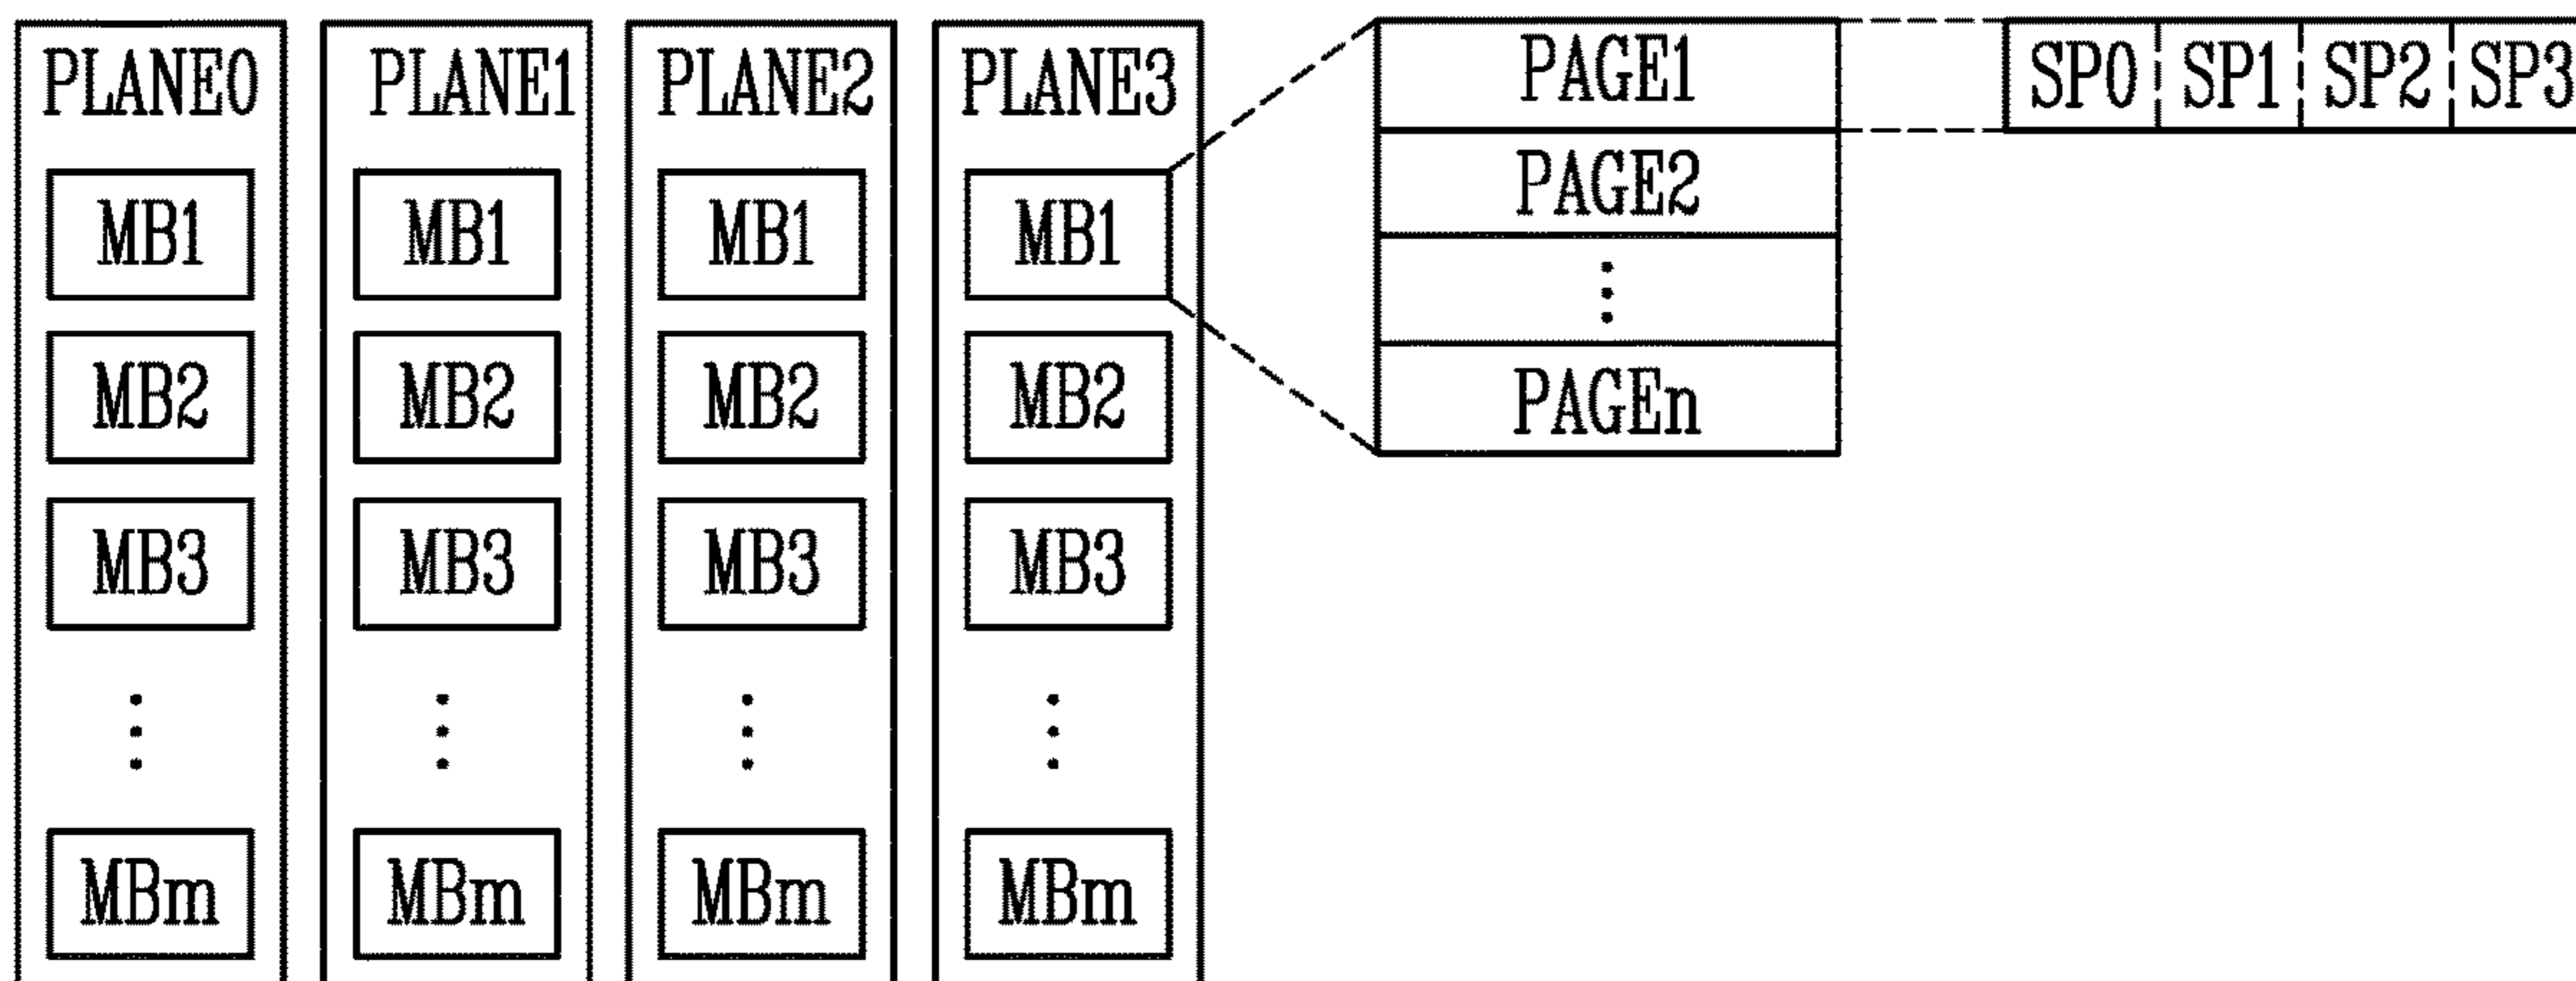 PLANE0 PLANE1 PLANE2 PLANE3 PAGE1 SP0 SP1 SP2 SP3
PAGE2
MB1 MB1 MB1 MB1
MB2 MB2 MB2 MB2 PAGEn
MB3 MB3 MB3 MB3
MBm MBm MBm MBm